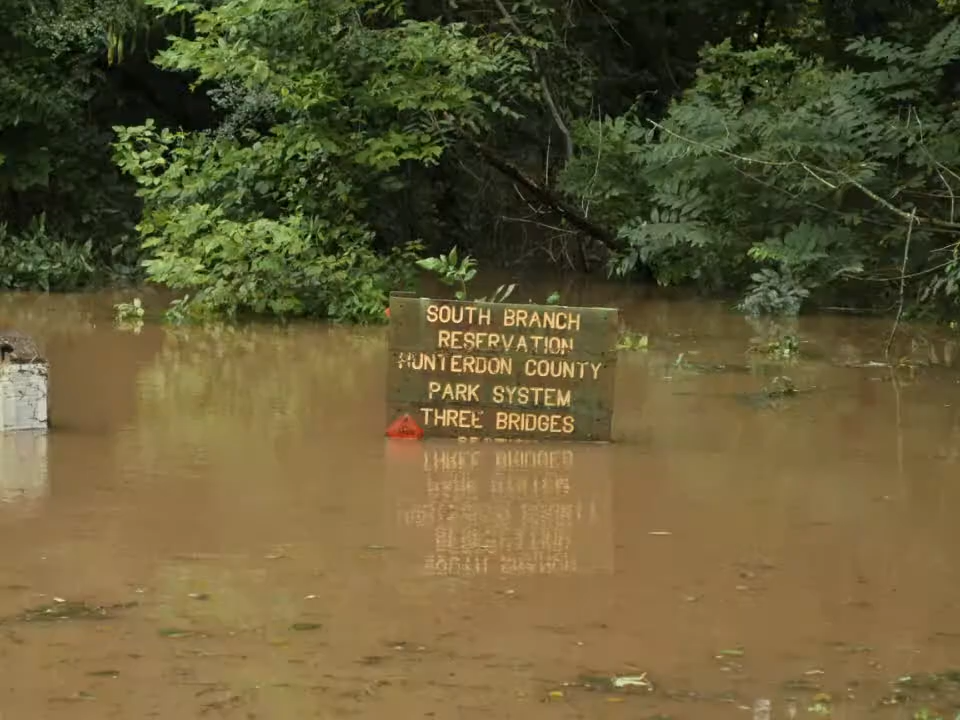 SOUTH BRANCH
RESERVATION
HUNTERDON COUNTY
PARK SYSTEM
THREE BRIDGES